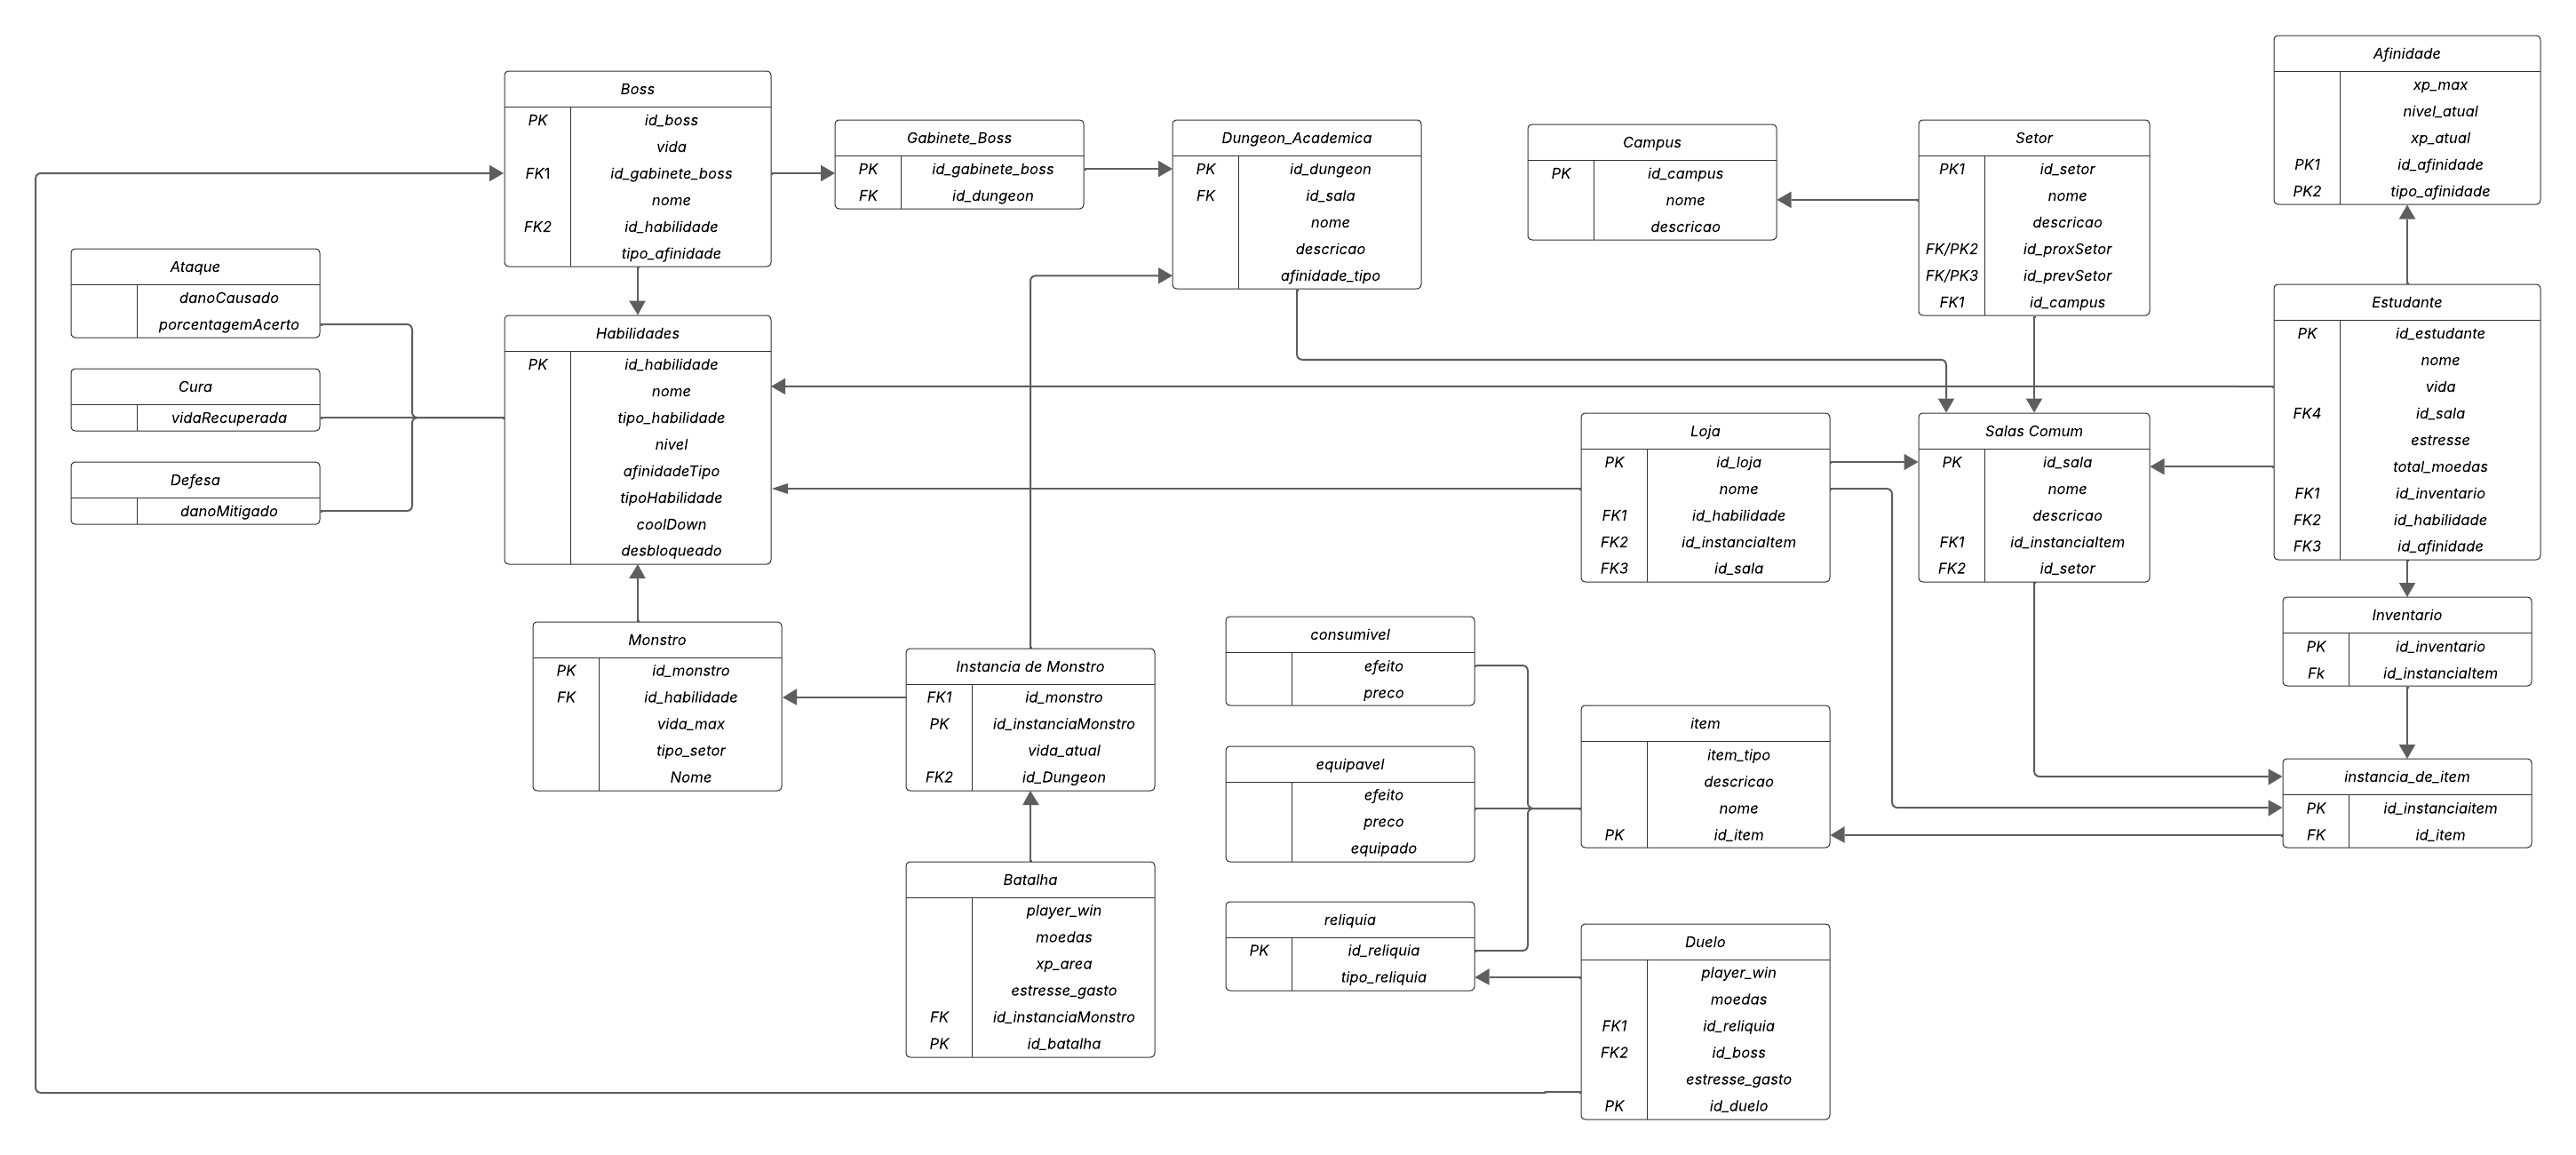 Boss
PK id_boss
vida
FK1 id_gabinete_boss
nome
FK2 id_habilidade
tipo_afinidade
Gabinete_Boss
PK id_gabinete_boss
FK id_dungeon
Dungeon_Academica
PK id_dungeon
FK id_sala
nome
descricao
afinidade_tipo
Campus
PK id_campus
nome
descricao
Setor
PK1 id_setor
nome
descricao
FK/PK2 id_proxSetor
FK/PK3 id_prevSetor
FK1 id_campus
Afinidade
xp_max
nivel_atual
xp_atual
PK1 id_afinidade
PK2 tipo_afinidade
Ataque
danoCausado
porcentagemAcerto
Cura
vidaRecuperada
Defesa
danoMitigado
Habilidades
PK id_habilidade
nome
tipo_habilidade
nivel
afinidadeTipo
tipoHabilidade
coolDown
desbloqueado
Estudante
PK id_estudante
nome
vida
FK4 id_sala
estresse
total_moedas
FK1 id_inventario
FK2 id_habilidade
FK3 id_afinidade
Loja
PK id_loja
nome
FK1 id_habilidade
FK2 id_instanciaItem
FK3 id_sala
Salas Comum
PK id_sala
nome
descricao
FK1 id_instanciaItem
FK2 id_setor
Monstro
PK id_monstro
FK id_habilidade
vida_max
tipo_setor
Nome
Instancia de Monstro
FK1 id_monstro
PK id_instanciaMonstro
vida_atual
FK2 id_Dungeon
consumivel
efeito
preco
equipavel
efeito
preco
equipado
reliquia
PK id_reliquia
tipo_reliquia
item
item_tipo
descricao
nome
PK id_item
Inventario
PK id_inventario
Fk id_instanciaItem
instancia_de_item
PK id_instanciaitem
FK id_item
Batalha
player_win
moedas
xp_area
estresse_gasto
FK id_instanciaMonstro
PK id_batalha
Duelo
player_win
moedas
FK1 id_reliquia
FK2 id_boss
estresse_gasto
PK id_duelo